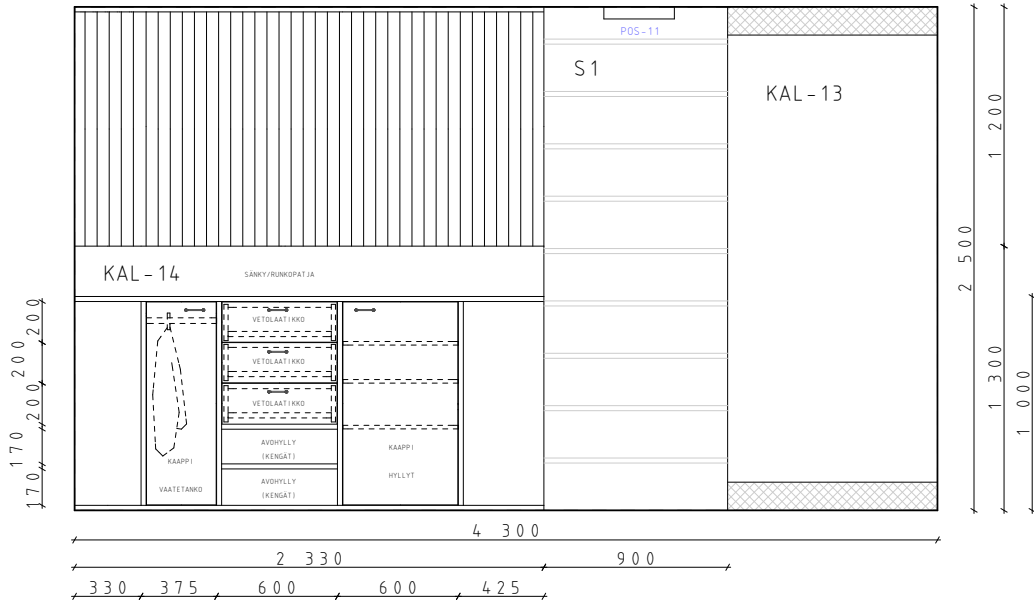 POS-11
S1
KAL-13
KAL-14
SÄNKY/RUNKOPATJA
VETOLAATIKKO
VETOLAATIKKO
VETOLAATIKKO
AVOHYLLY
(KENGÄT)
AVOHYLLY
(KENGÄT)
KAAPPI
VAATETANKO
KAAPPI
HYLLYT
200
200
200
170
170
2 500
1 200
1 300
1 000
4 300
2 330
900
330
375
600
600
425